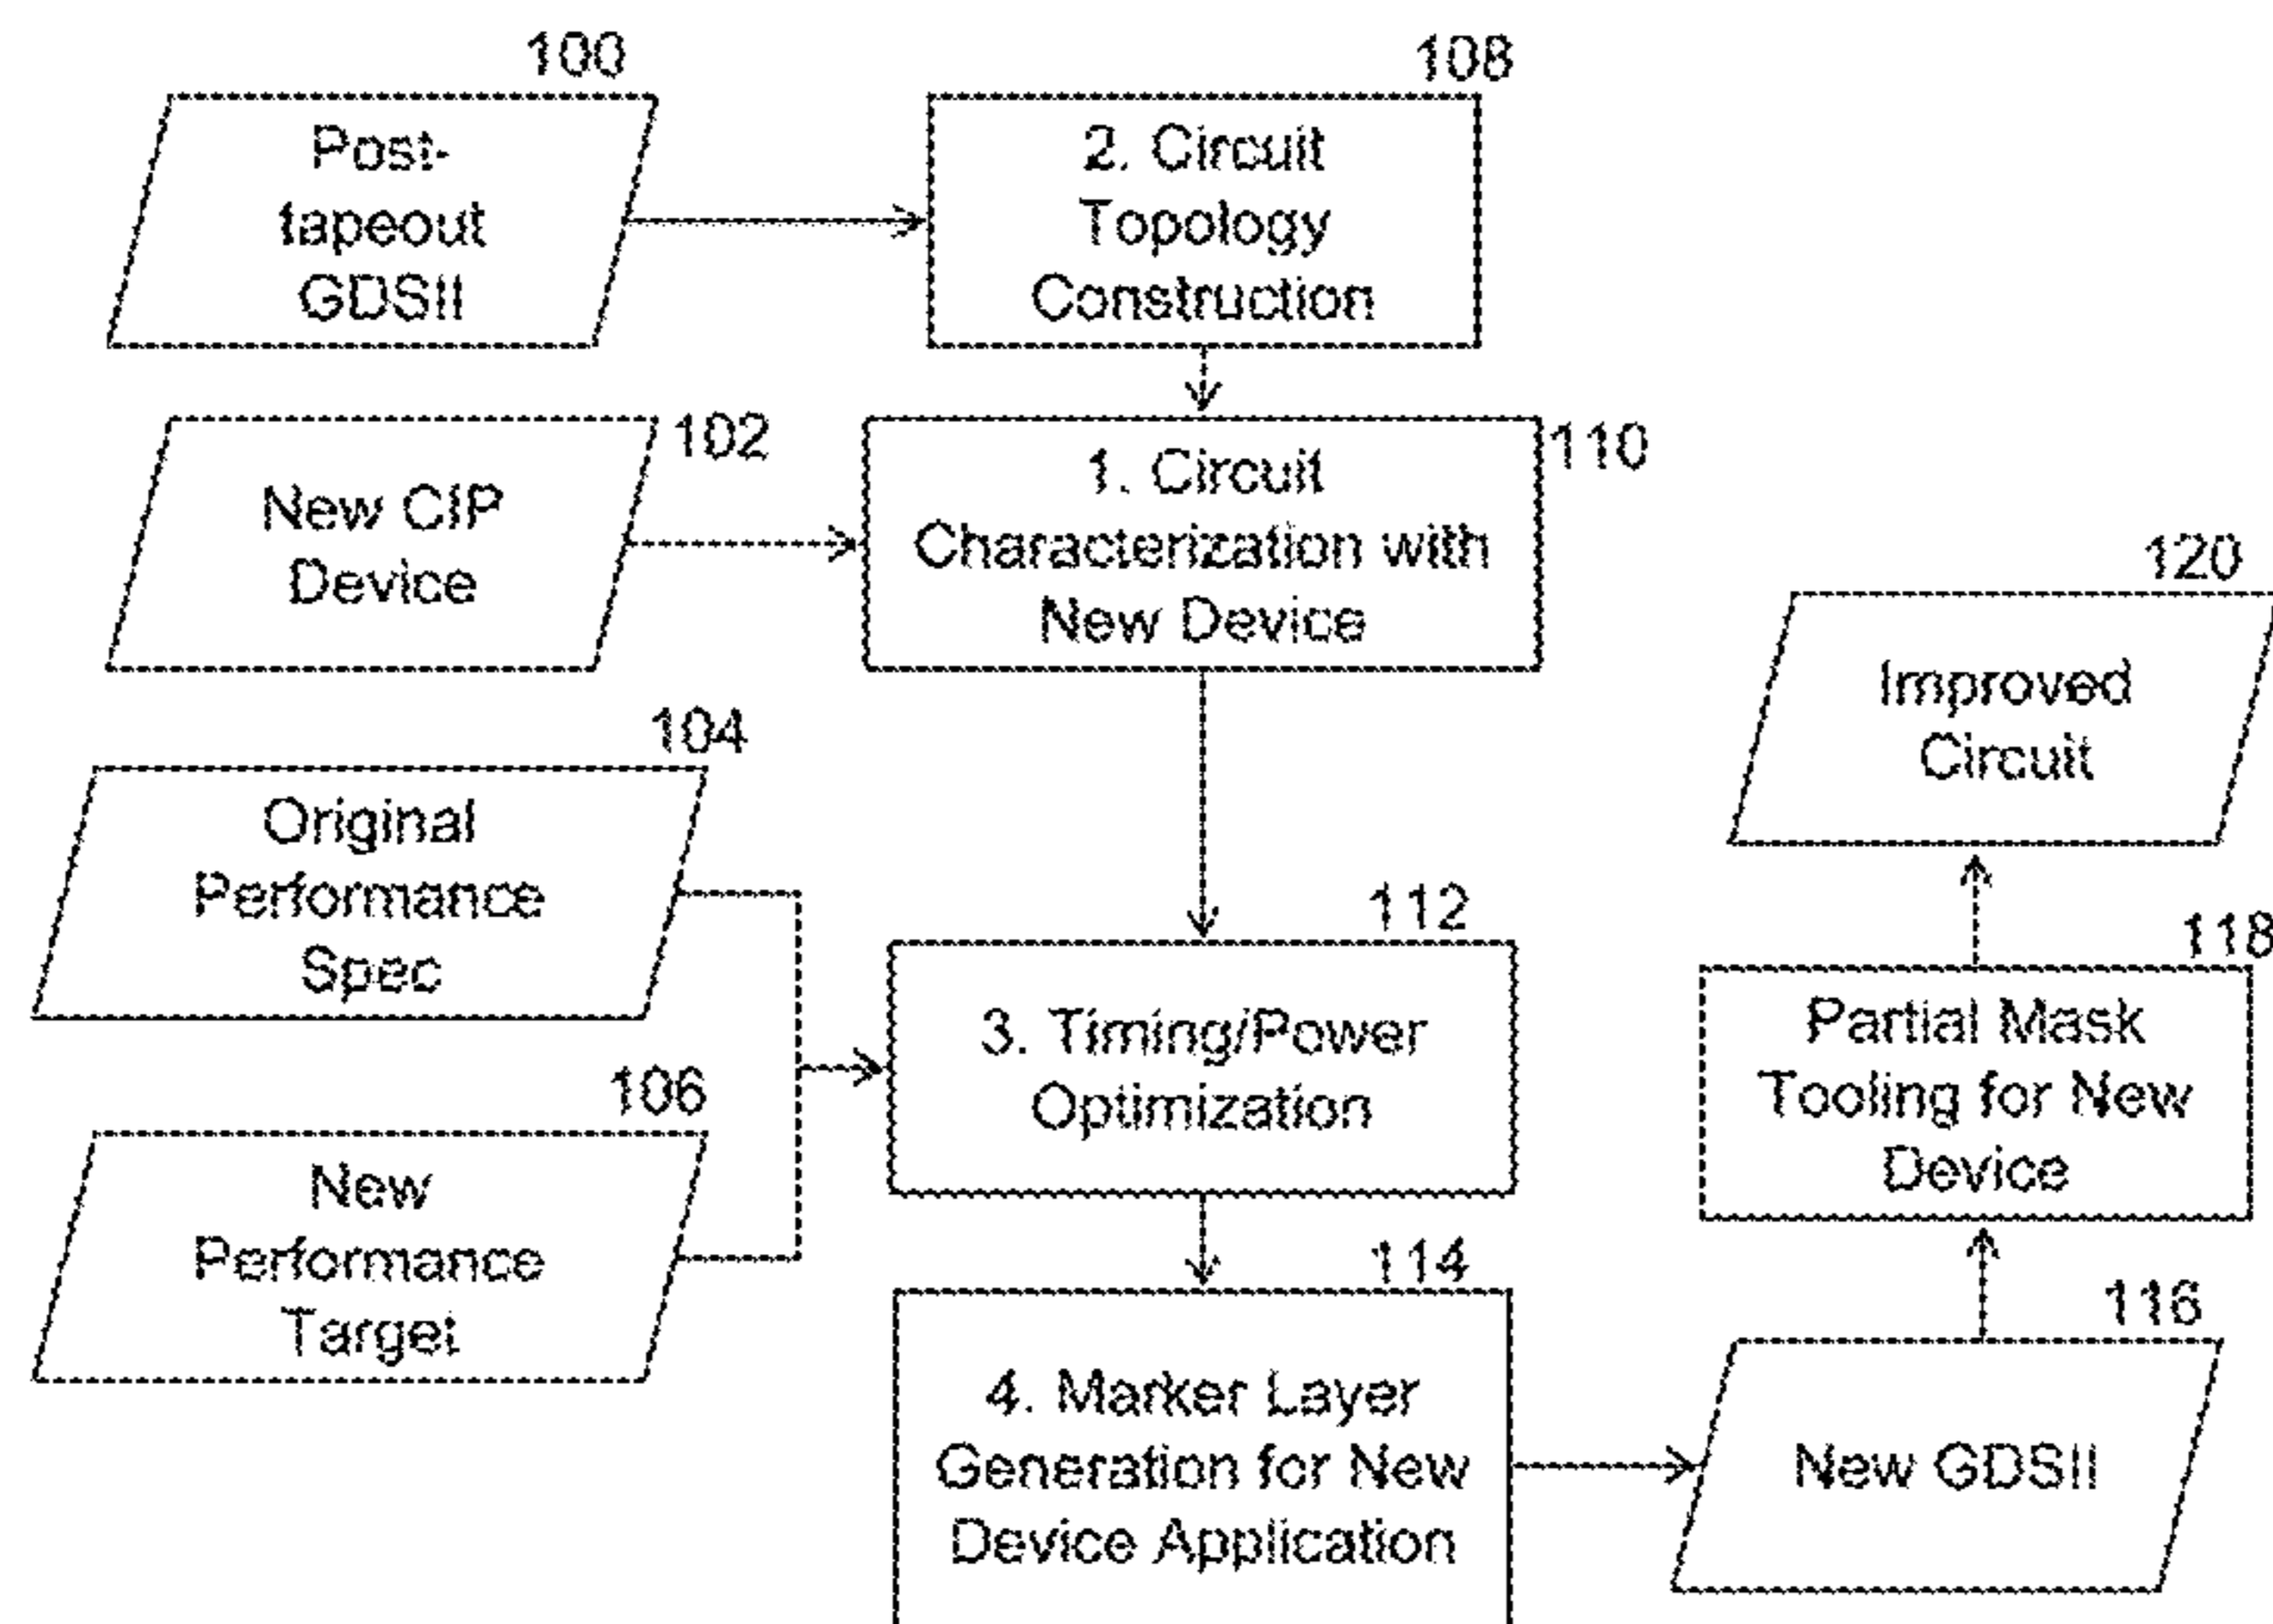 100
Post-
tapeout
GDSII
108
2. Circuit
Topology
Construction
102
New CIP
Device
110
1. Circuit
Characterization with
New Device
104
Original
Performance
Spec
106
New
Performance
Target
112
3. Timing/Power
Optimization
114
4. Marker Layer
Generation for New
Device Application
116
New GDSII
118
Partial Mask
Tooling for New
Device
120
Improved
Circuit